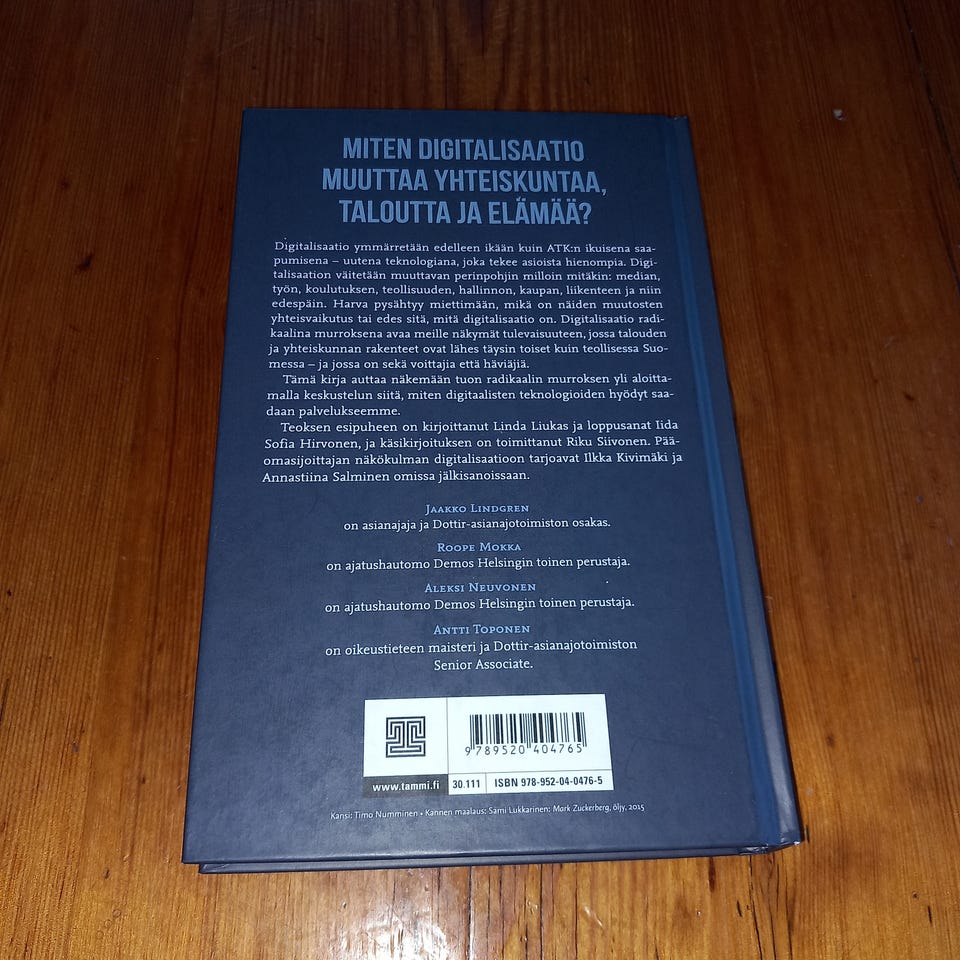 MITEN DIGITALISAATIO
MUUTTAA YHTEISKUNTAA,
TALOUTTA JA ELÄMÄÄ?
Digitalisaatio ymmärretään edelleen ikään kuin ATK:n ikuisena saa-
pumisena – uutena teknologiana, joka tekee asioista hienompia. Digi-
talisaation väitetään muuttavan perinpohjin milloin mitäkin: median,
työn, koulutuksen, teollisuuden, hallinnon, kaupan, liikenteen ja niin
edespäin. Harva pysähtyy miettimään, mikä on näiden muutosten
yhteisvaikutus tai edes sitä, mitä digitalisaatio on. Digitalisaatio radi-
kaalina murroksena avaa meille näkymät tulevaisuuteen, jossa talouden
ja yhteiskunnan rakenteet ovat lähes täysin toiset kuin teollisessa Suo-
messa – ja jossa on sekä voittajia että häviäjiä.
Tämä kirja auttaa näkemään tuon radikaalin murroksen yli aloitta-
malla keskustelun siitä, miten digitaalisten teknologioiden hyödyt saa-
daan palvelukseemme.
Teoksen esipuheen on kirjoittanut Linda Liukas ja loppusanat Iida
Sofia Hirvonen, ja käsikirjoituksen on toimittanut Riku Siivonen. Pää-
omasijoittajan näkökulman digitalisaatioon tarjoavat Ilkka Kivimäki ja
Annastiina Salminen omissa jälkisanoissaan.
Jaakko Lindgren
on asianajaja ja Dottir-asianajotoimiston osakas.
Roope Mokka
on ajatushautomo Demos Helsingin toinen perustaja.
Aleksi Neuvonen
on ajatushautomo Demos Helsingin toinen perustaja.
Antti Toponen
on oikeustieteen maisteri ja Dottir-asianajotoimiston
Senior Associate.
9 789520 404765
www.tammi.fi 30.111 ISBN 978-952-04-0476-5
Kansi: Timo Numminen • Kannen maalaus: Sami Lukkarinen: Mark Zuckerberg, öljy, 2015